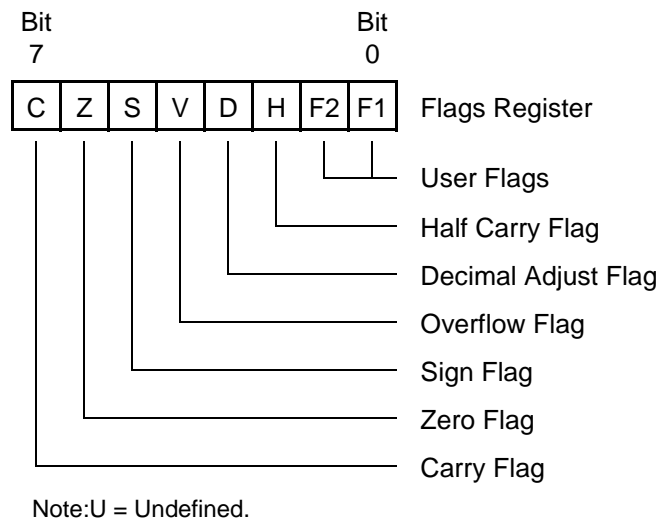 Bit Bit
7 0
C Z S V D H F2 F1 Flags Register
User Flags
Half Carry Flag
Decimal Adjust Flag
Overflow Flag
Sign Flag
Zero Flag
Carry Flag
Note:U = Undefined.